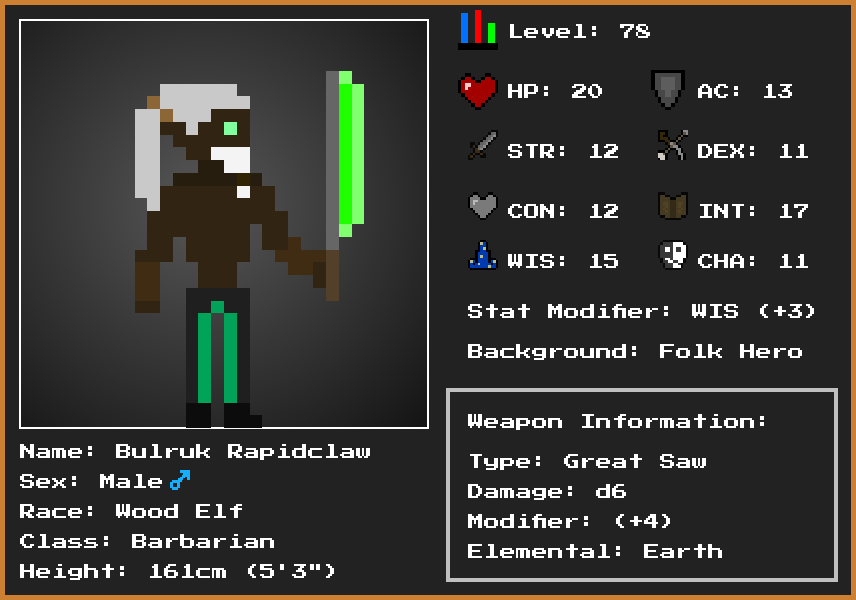 Level: 78
HP: 20 AC: 13
STR: 12 DEX: 11
CON: 12 INT: 17
WIS: 15 CHA: 11
Stat Modifier: WIS (+3)
Background: Folk Hero
Weapon Information:
Type: Great Saw
Damage: d6
Modifier: (+4)
Elemental: Earth
Name: Bulruk Rapidclaw
Sex: Male♂
Race: Wood Elf
Class: Barbarian
Height: 161cm (5'3")